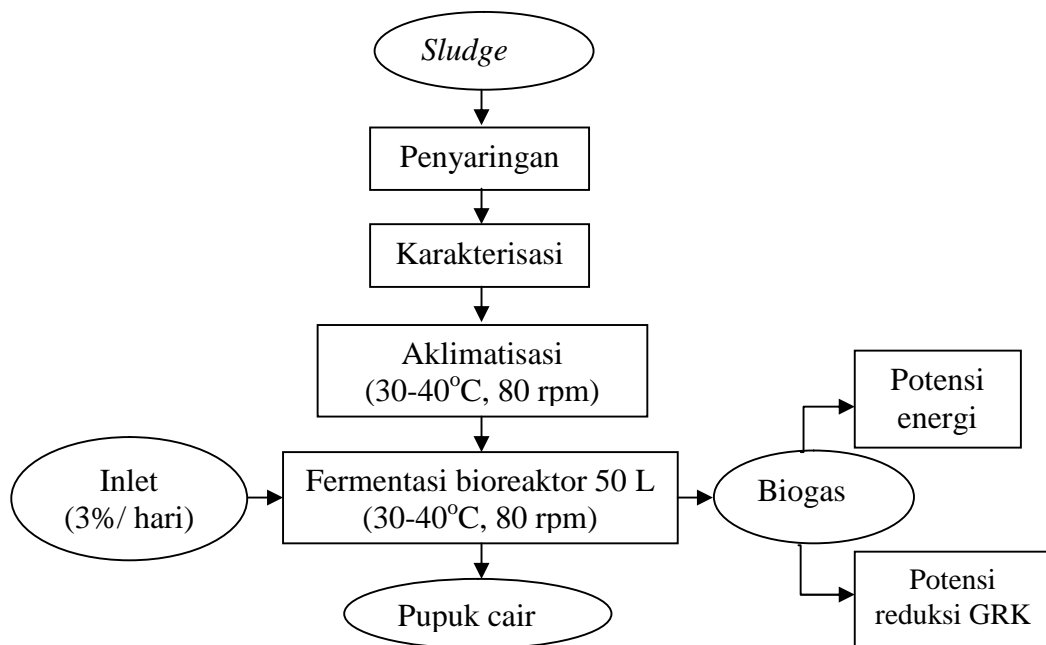 Sludge
Penyaringan
Karakterisasi
Aklimatisasi
(30-40°C, 80 rpm)
Potensi
energi
Inlet
(3%/ hari)
Fermentasi bioreaktor 50 L
(30-40°C, 80 rpm)
Biogas
Pupuk cair
Potensi
reduksi GRK